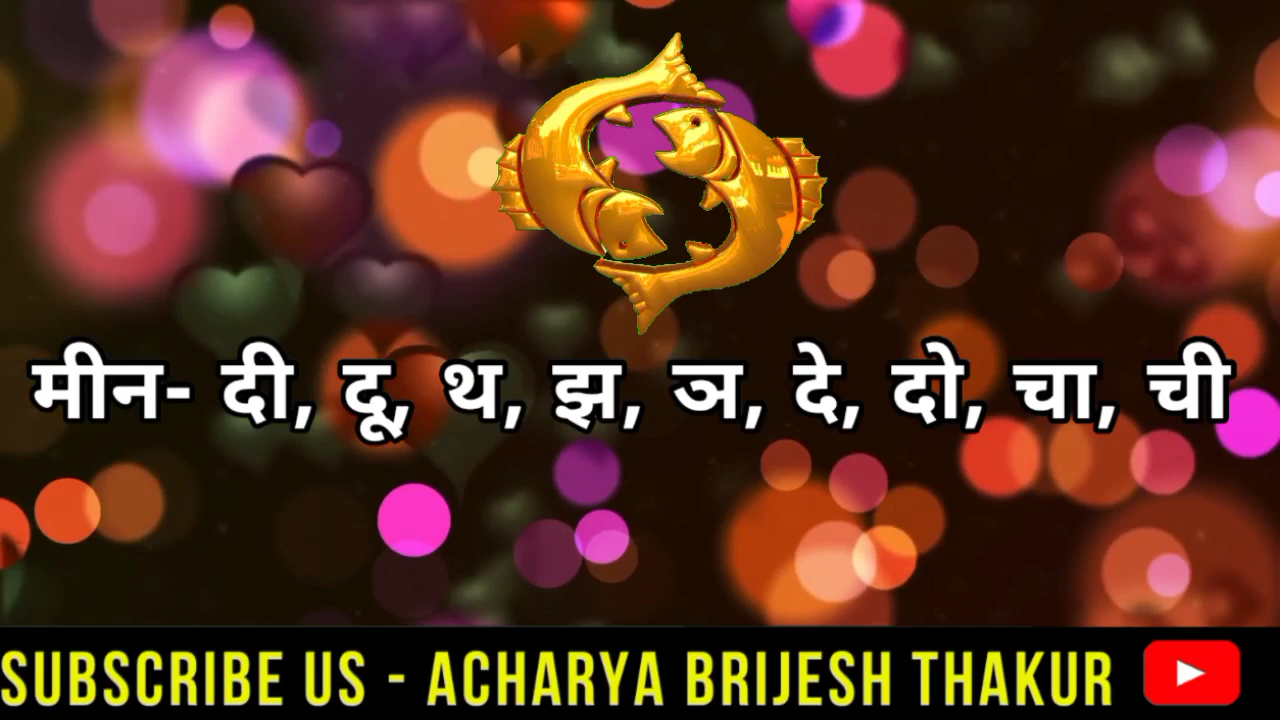 मीन- दी, दू, थ, झ, ञ, दे, दो, चा, ची
SUBSCRIBE US - ACHARYA BRIJESH THAKUR